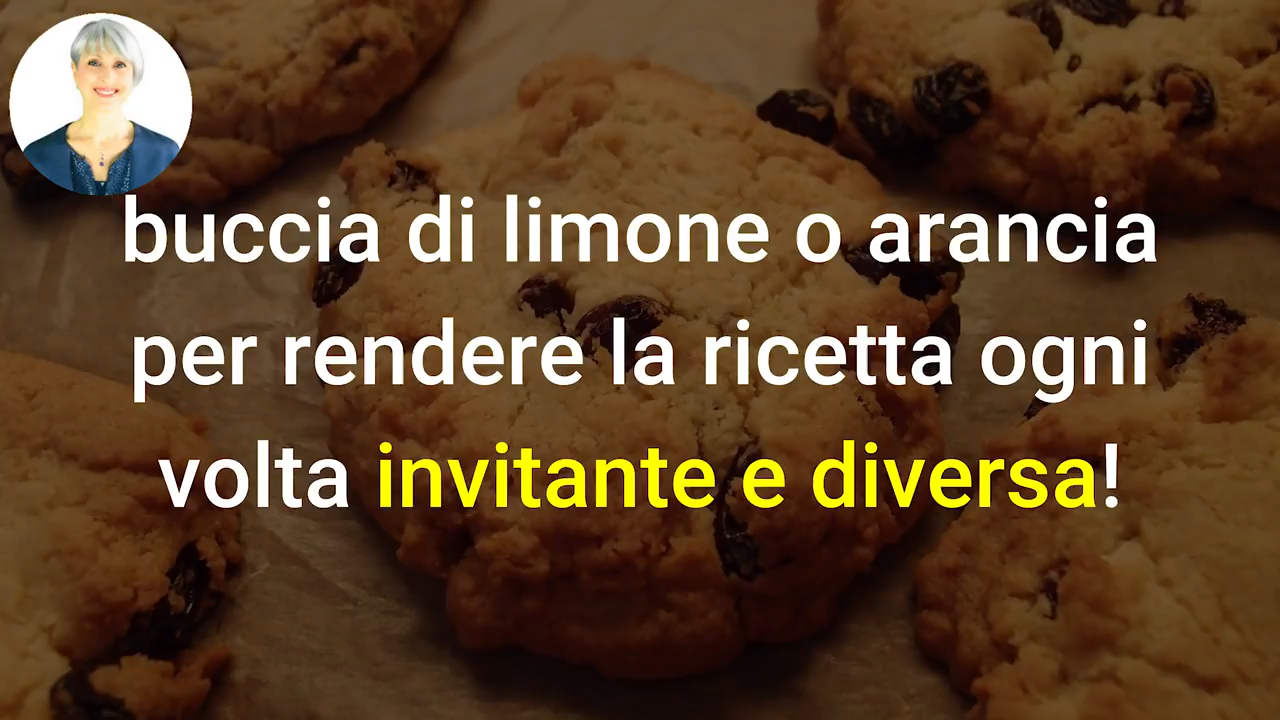 buccia di limone o arancia
per rendere la ricetta ogni
volta invitante e diversa!